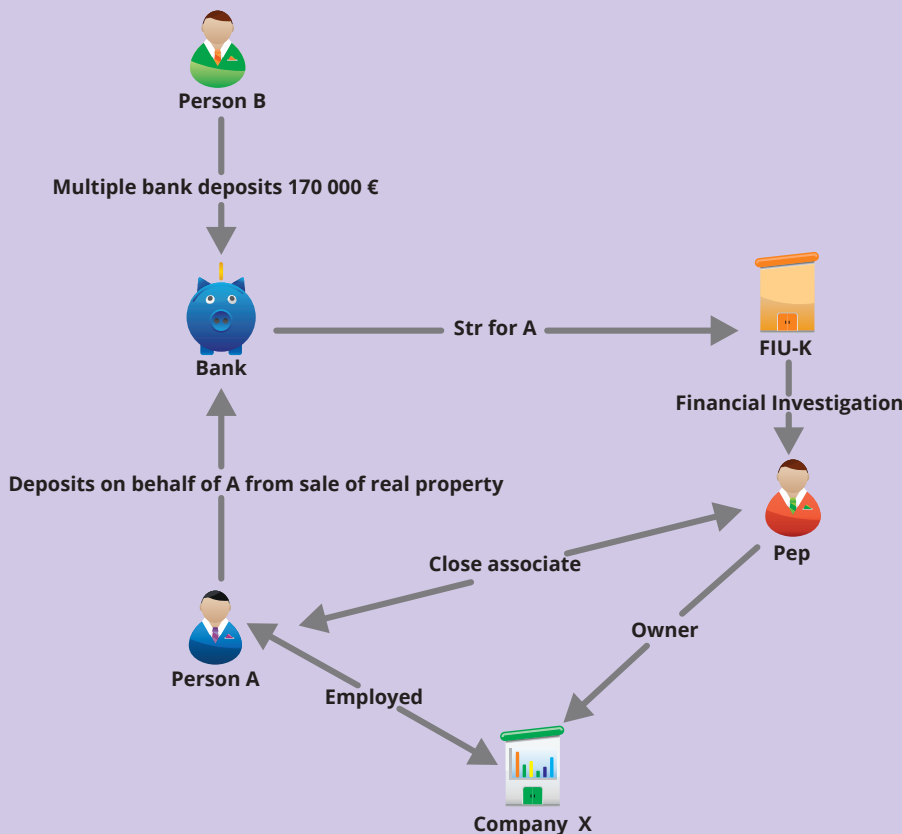 Person B
Multiple bank deposits 170 000 €
Bank
Str for A
FIU-K
Financial Investigation
Deposits on behalf of A from sale of real property
Close associate
Pep
Owner
Person A
Employed
Company X